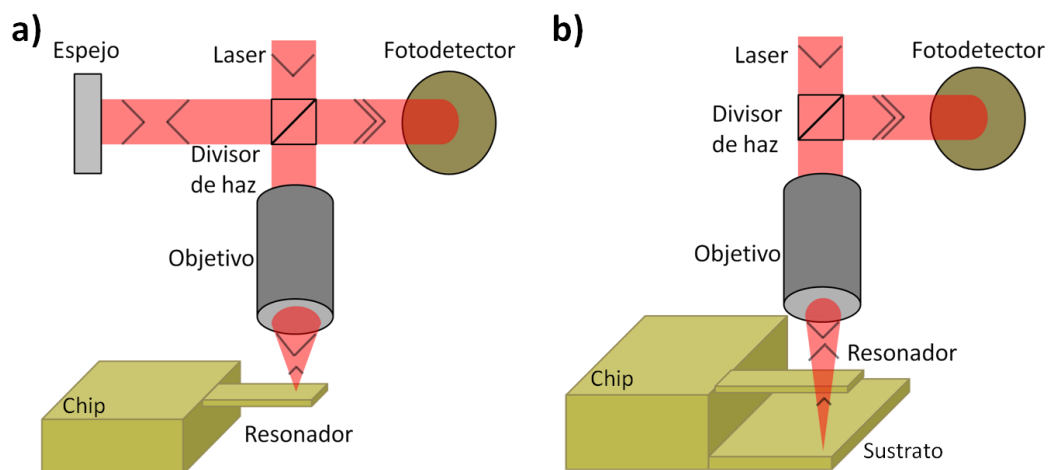 a)
Espejo
Laser
Fotodetector
Divisor
de haz
Objetivo
Chip
Resonador
b)
Laser
Fotodetector
Divisor
de haz
Objetivo
Resonador
Chip
Sustrato